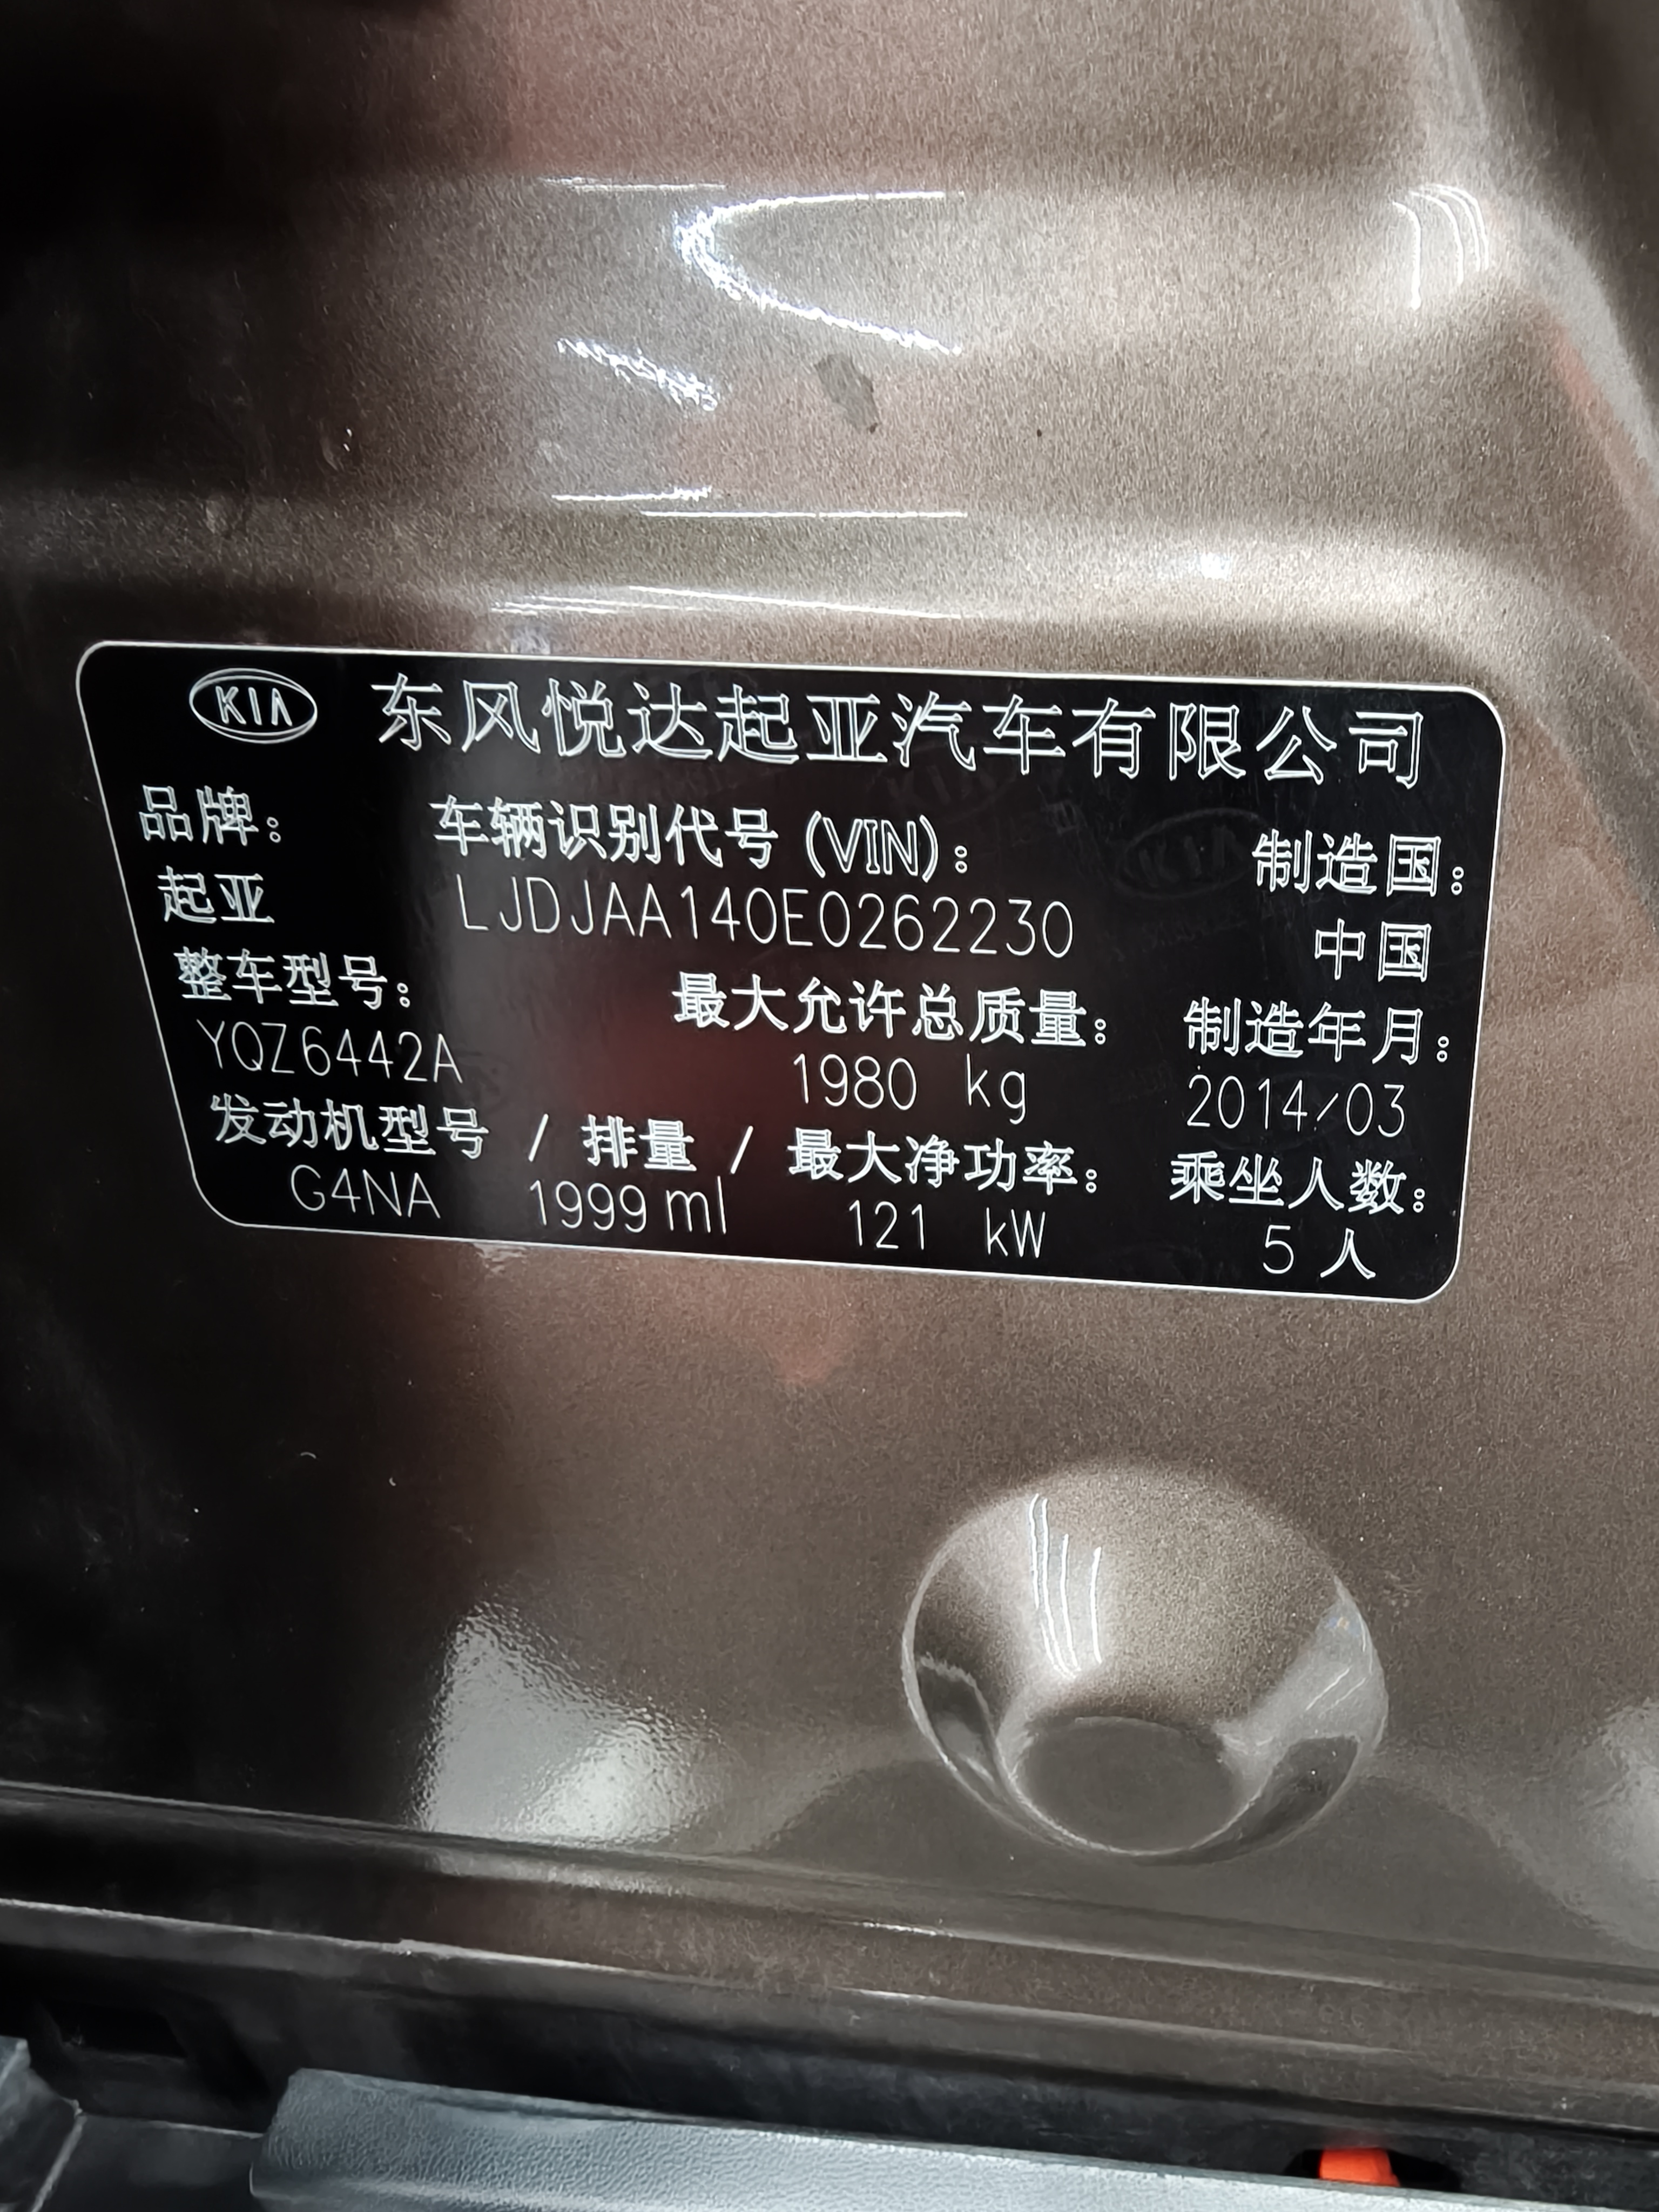 KIA 东风悦达起亚汽车有限公司
品牌: 车辆识别代号 (VIN): 制造国:
起亚 LJDJAA140E0262230 中国
整车型号: 最大允许总质量: 制造年月:
YQZ6442A 1980 kg 2014/03
发动机型号 / 排量 / 最大净功率: 乘坐人数:
G4NA 1999 ml 121 kW 5 人